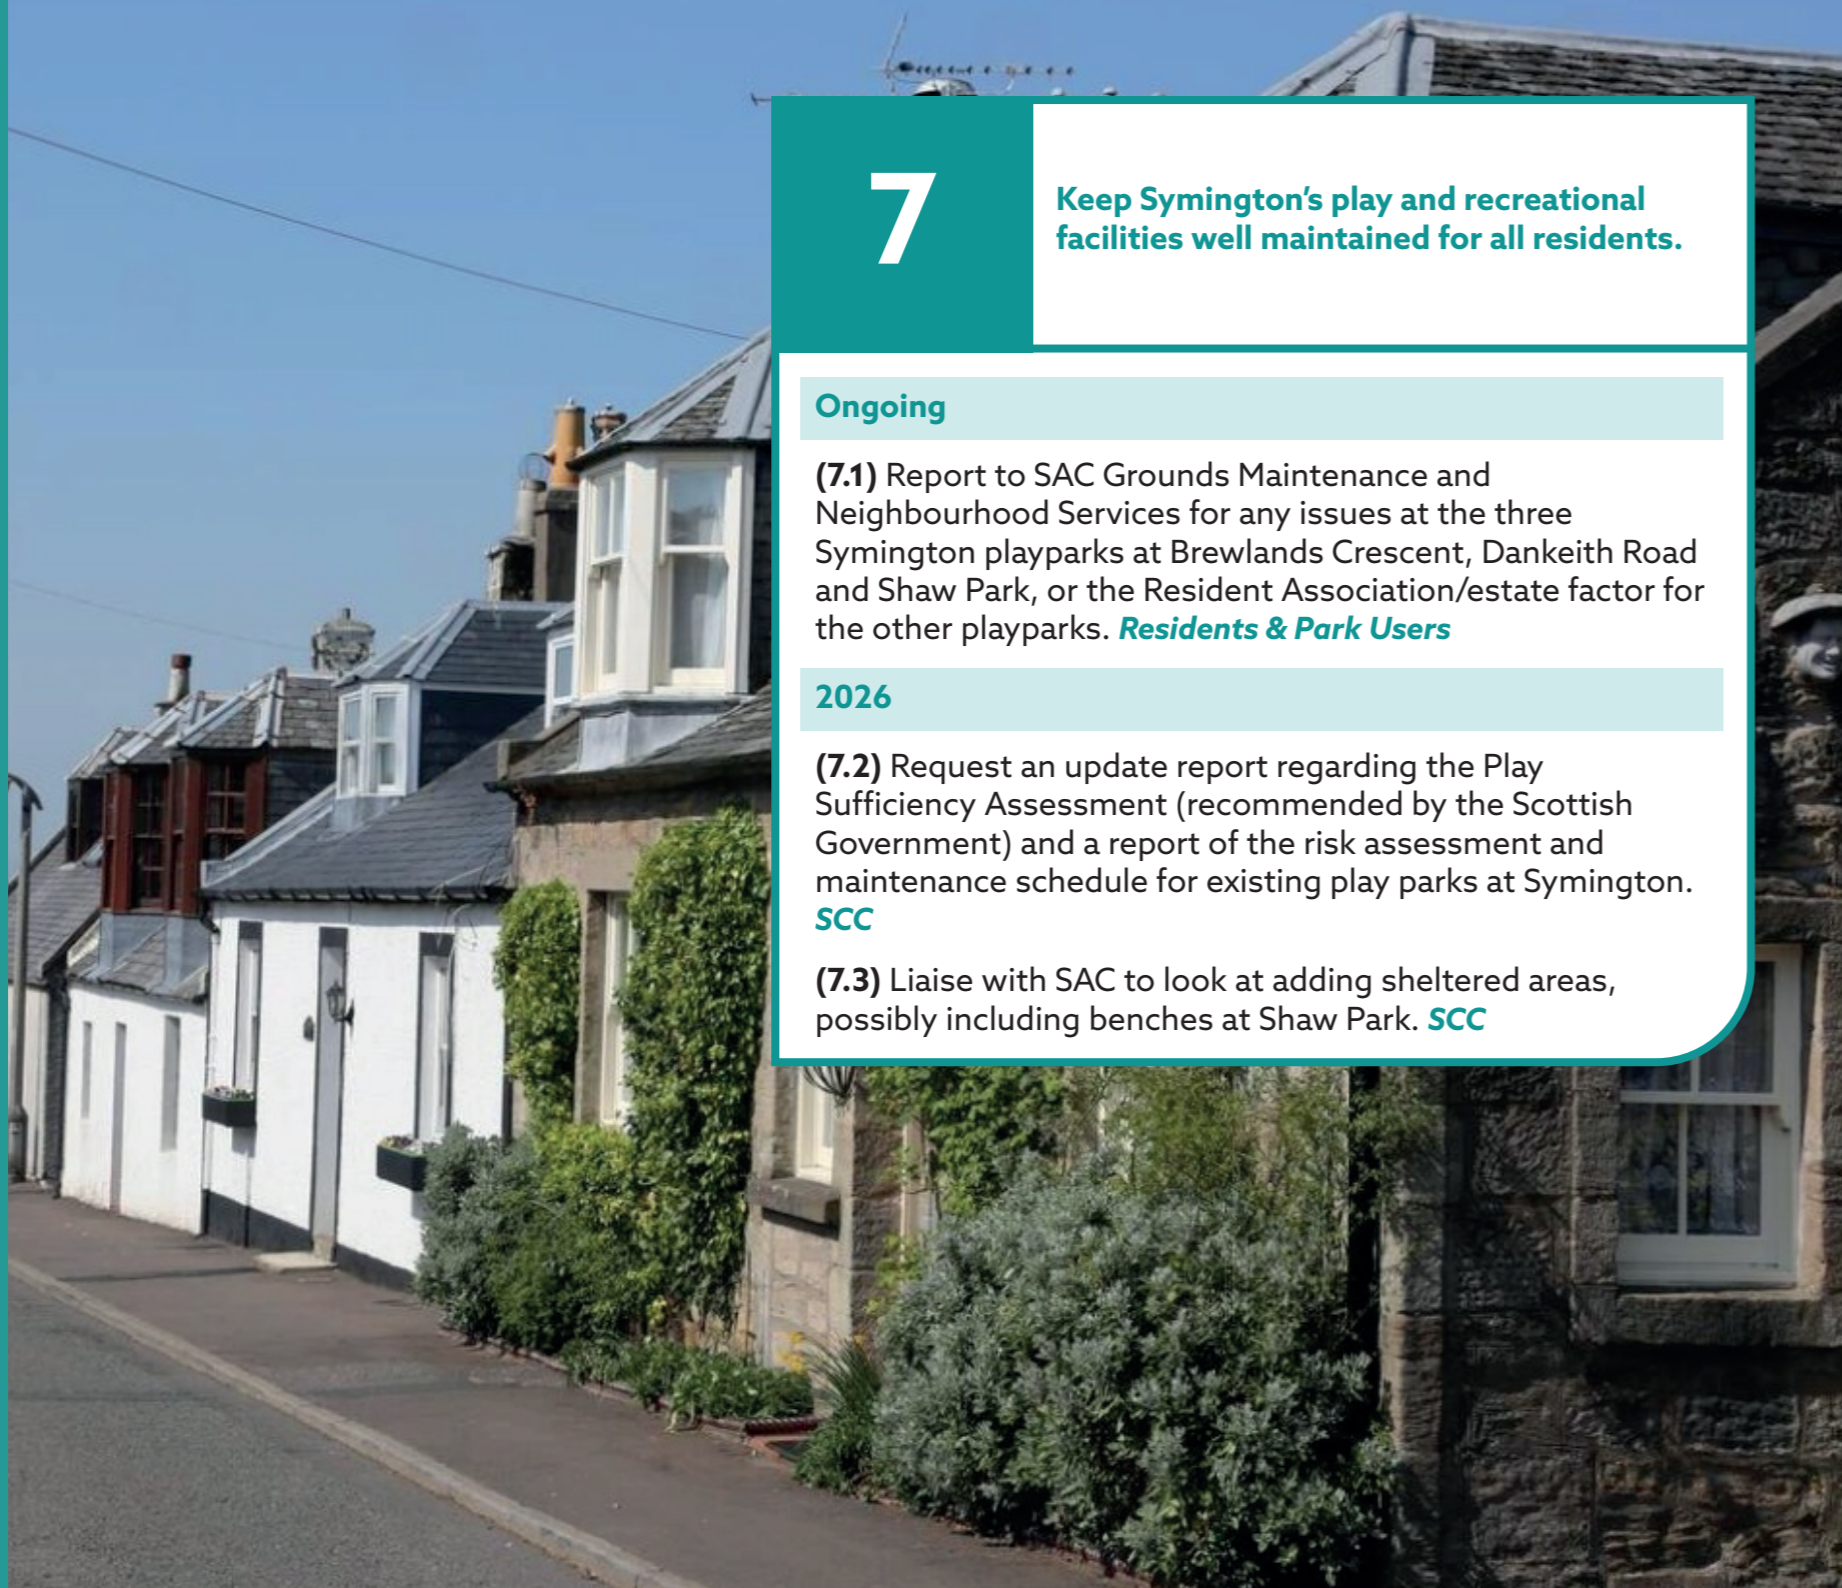 7
Keep Symington’s play and recreational
facilities well maintained for all residents.
Ongoing
(7.1) Report to SAC Grounds Maintenance and
Neighbourhood Services for any issues at the three
Symington playparks at Brewlands Crescent, Dankeith Road
and Shaw Park, or the Resident Association/estate factor for
the other playparks. Residents & Park Users
2026
(7.2) Request an update report regarding the Play
Sufficiency Assessment (recommended by the Scottish
Government) and a report of the risk assessment and
maintenance schedule for existing play parks at Symington.
SCC
(7.3) Liaise with SAC to look at adding sheltered areas,
possibly including benches at Shaw Park. SCC